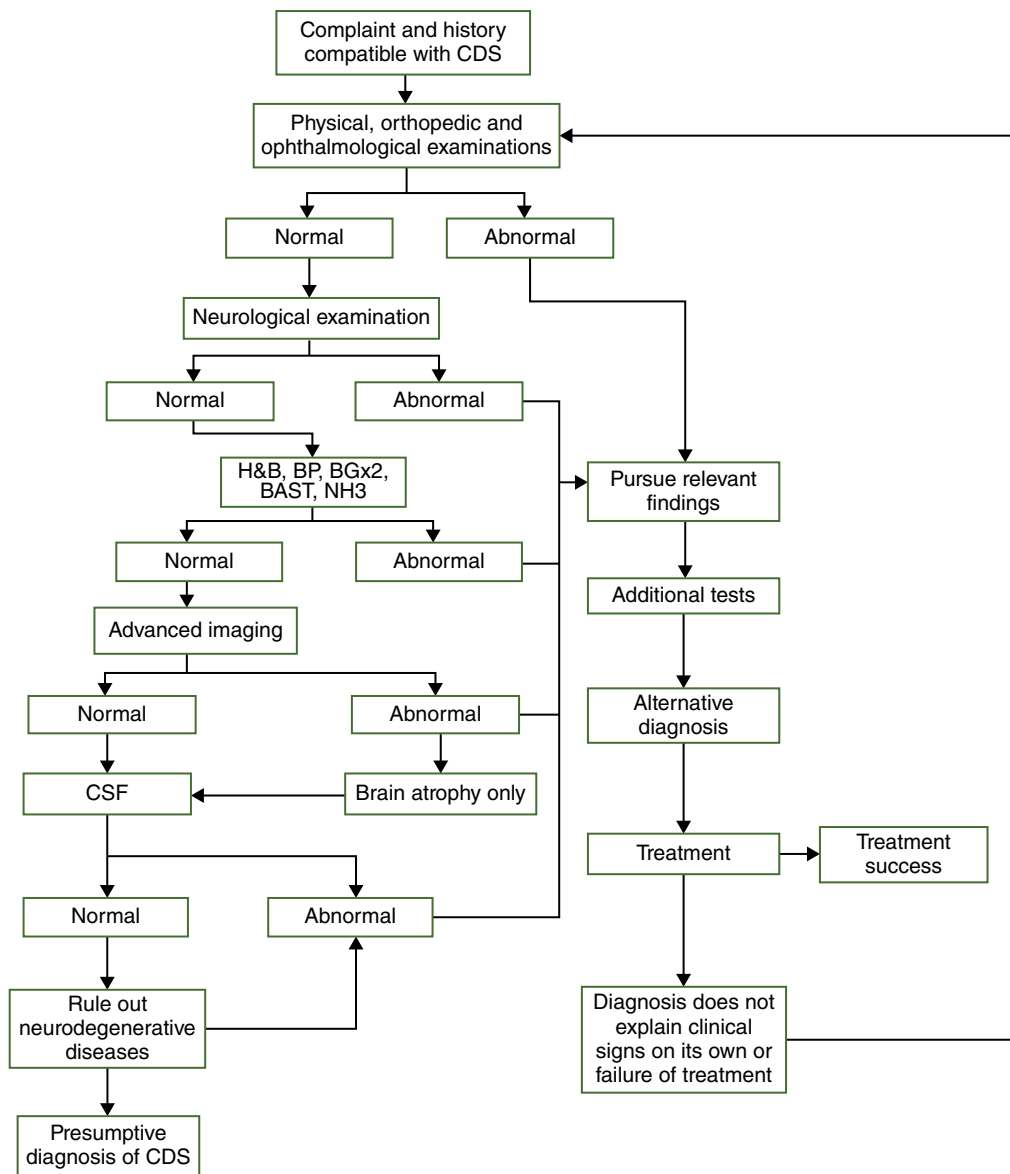 Complaint and history
compatible with CDS
Physical, orthopedic and
ophthalmological examinations
Normal
Abnormal
Neurological examination
Normal
Abnormal
H&B, BP, BGx2,
BAST, NH3
Pursue relevant
findings
Normal
Abnormal
Additional tests
Advanced imaging
Normal
Abnormal
Alternative
diagnosis
CSF
Brain atrophy only
Treatment
Treatment
success
Normal
Abnormal
Rule out
neurodegenerative
diseases
Diagnosis does not
explain clinical
signs on its own or
failure of treatment
Presumptive
diagnosis of CDS